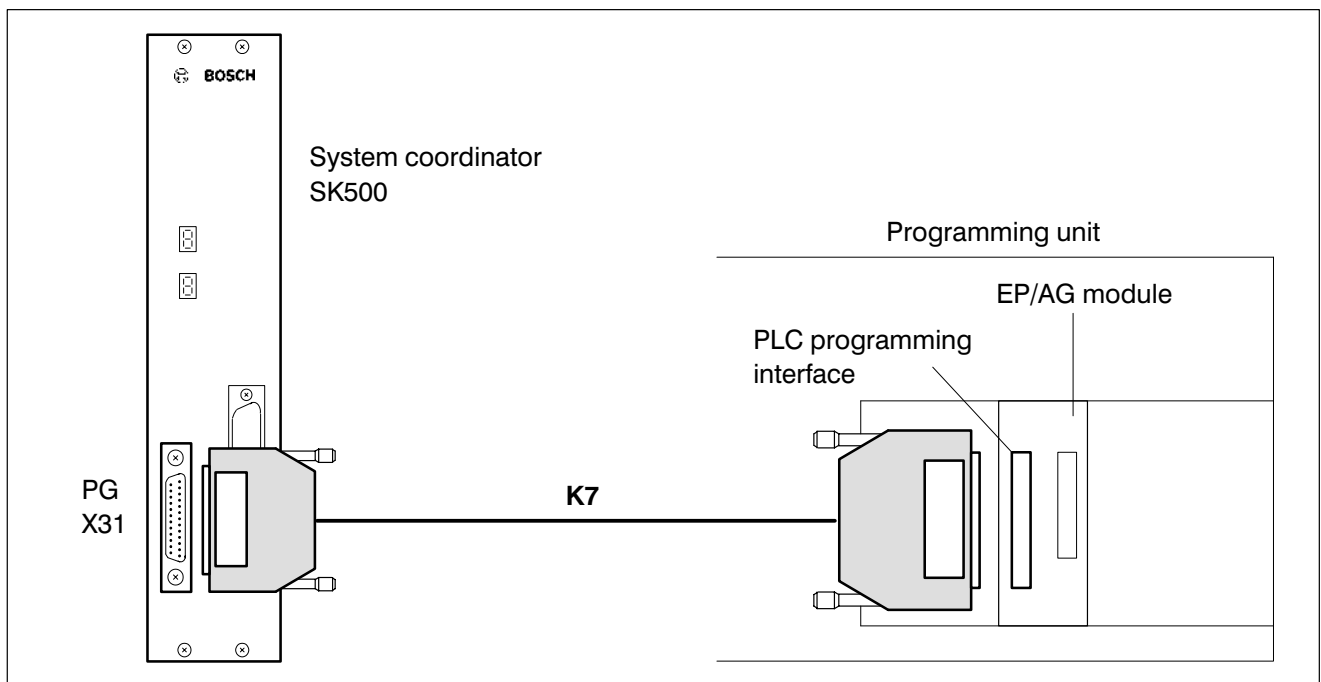 BOSCH
System coordinator
SK500
Programming unit
EP/AG module
PLC programming
interface
PG
X31
K7